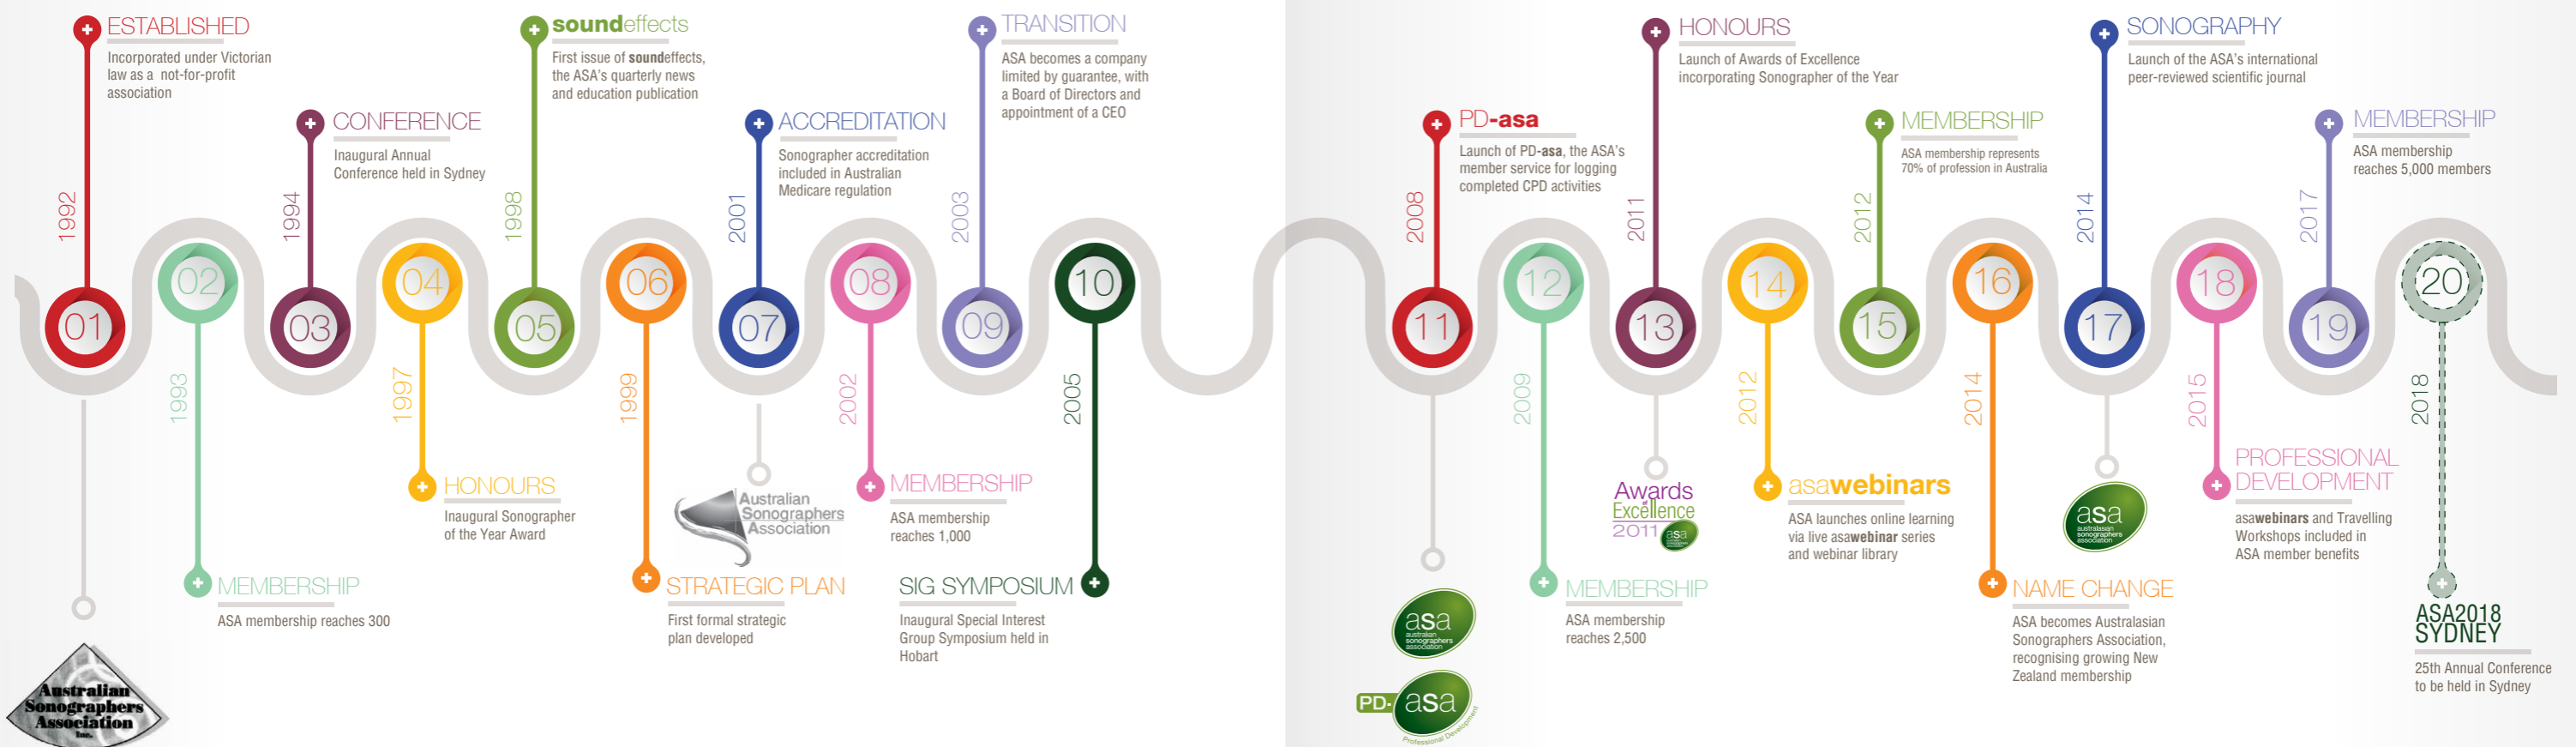 ESTABLISHED
Incorporated under Victorian
law as a not-for-profit
association
1992
01
Australian
Sonographers
Association
Inc.
02
1993
MEMBERSHIP
ASA membership reaches 300
CONFERENCE
Inaugural Annual
Conference held in Sydney
1994
03
04
1997
HONOURS
Inaugural Sonographer
of the Year Award
soundeffects
First issue of soundeffects,
the ASA's quarterly news
and education publication
1998
05
06
1999
STRATEGIC PLAN
First formal strategic
plan developed
ACCREDITATION
Sonographer accreditation
included in Australian
Medicare regulation
2001
07
Australian
Sonographers
Association
08
2002
MEMBERSHIP
ASA membership
reaches 1,000
TRANSITION
ASA becomes a company
limited by guarantee, with
a Board of Directors and
appointment of a CEO
2003
09
10
2005
SIG SYMPOSIUM
Inaugural Special Interest
Group Symposium held in
Hobart
PD-asa
Launch of PD-asa, the ASA's
member service for logging
completed CPD activities
2008
11
asa
australian
sonographers
association
PD-asa
Professional Development
12
2009
MEMBERSHIP
ASA membership
reaches 2,500
HONOURS
Launch of Awards of Excellence
incorporating Sonographer of the Year
2011
13
Awards
of
Excellence
2011
asa
14
2012
asawebinars
ASA launches online learning
via live asawebinar series
and webinar library
MEMBERSHIP
ASA membership represents
70% of profession in Australia
2012
15
16
2014
NAME CHANGE
ASA becomes Australasian
Sonographers Association,
recognising growing New
Zealand membership
SONOGRAPHY
Launch of the ASA's international
peer-reviewed scientific journal
2014
17
asa
australasian
sonographers
association
18
2015
PROFESSIONAL
DEVELOPMENT
asawebinars and Travelling
Workshops included in
ASA member benefits
MEMBERSHIP
ASA membership
reaches 5,000 members
2017
19
20
2018
ASA2018
SYDNEY
25th Annual Conference
to be held in Sydney